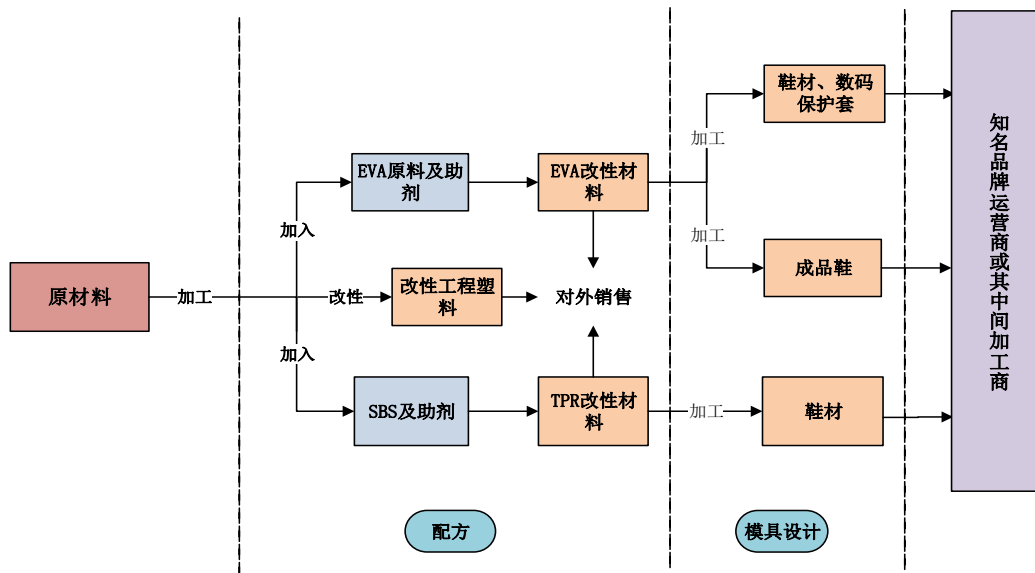 原材料
加工
加入
改性
加入
EVA原料及助
剂
改性工程塑
料
SBS及助剂
EVA改性材
料
对外销售
TPR改性材
料
配方
加工
加工
加工
鞋材、数码
保护套
成品鞋
鞋材
模具设计
知名品牌运营商或其中间加工商